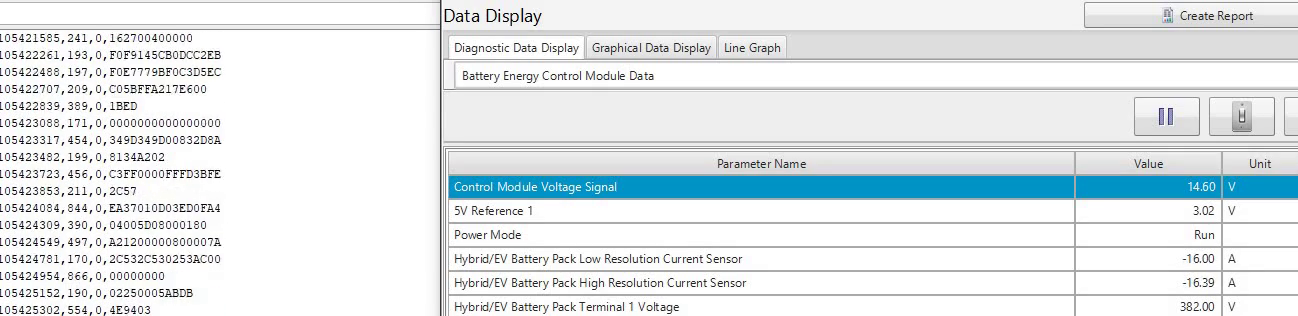 105421585,241,0,162700400000
105422261,193,0,F0F9145CB0DCC2EB
105422488,197,0,F0E7779BF0C3D5EC
105422707,209,0,C05BFFA217E600
105422839,389,0,1BED
105423088,171,0,0000000000000000
105423317,454,0,349D349D00832D8A
105423482,199,0,8134A202
105423723,456,0,C3FF0000FFFD3BFE
105423853,211,0,2C57
105424084,844,0,EA37010D03ED0FA4
105424309,390,0,04005D08000180
105424549,497,0,A21200000800007A
105424781,170,0,2C532C530253AC00
105424954,866,0,00000000
105425152,190,0,02250005ABDB
105425302,554,0,4E9403
Data Display
Create Report
Diagnostic Data Display Graphical Data Display Line Graph
Battery Energy Control Module Data
Parameter Name Value Unit
Control Module Voltage Signal 14.60 V
5V Reference 1 3.02 V
Power Mode Run
Hybrid/EV Battery Pack Low Resolution Current Sensor -16.00 A
Hybrid/EV Battery Pack High Resolution Current Sensor -16.39 A
Hybrid/EV Battery Pack Terminal 1 Voltage 382.00 V